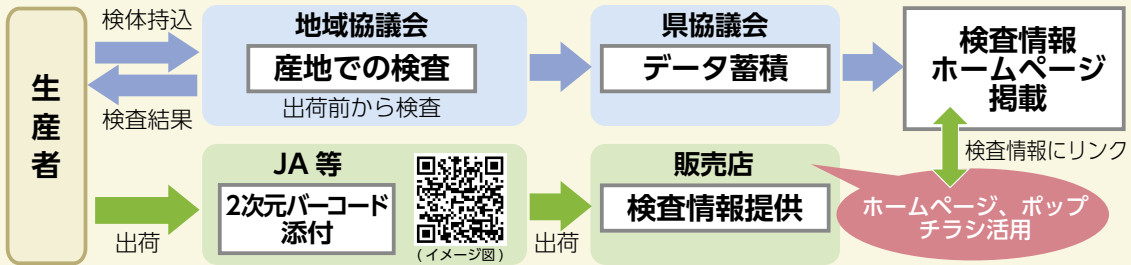 生産者
検体持込
検査結果
地域協議会
産地での検査
出荷前から検査
県協議会
データ蓄積
検査情報
ホームページ
掲載
検査情報にリンク
出荷
JA 等
2次元バーコード
添付
(イメージ図)
出荷
販売店
検査情報提供
ホームページ、ポップ
チラシ活用